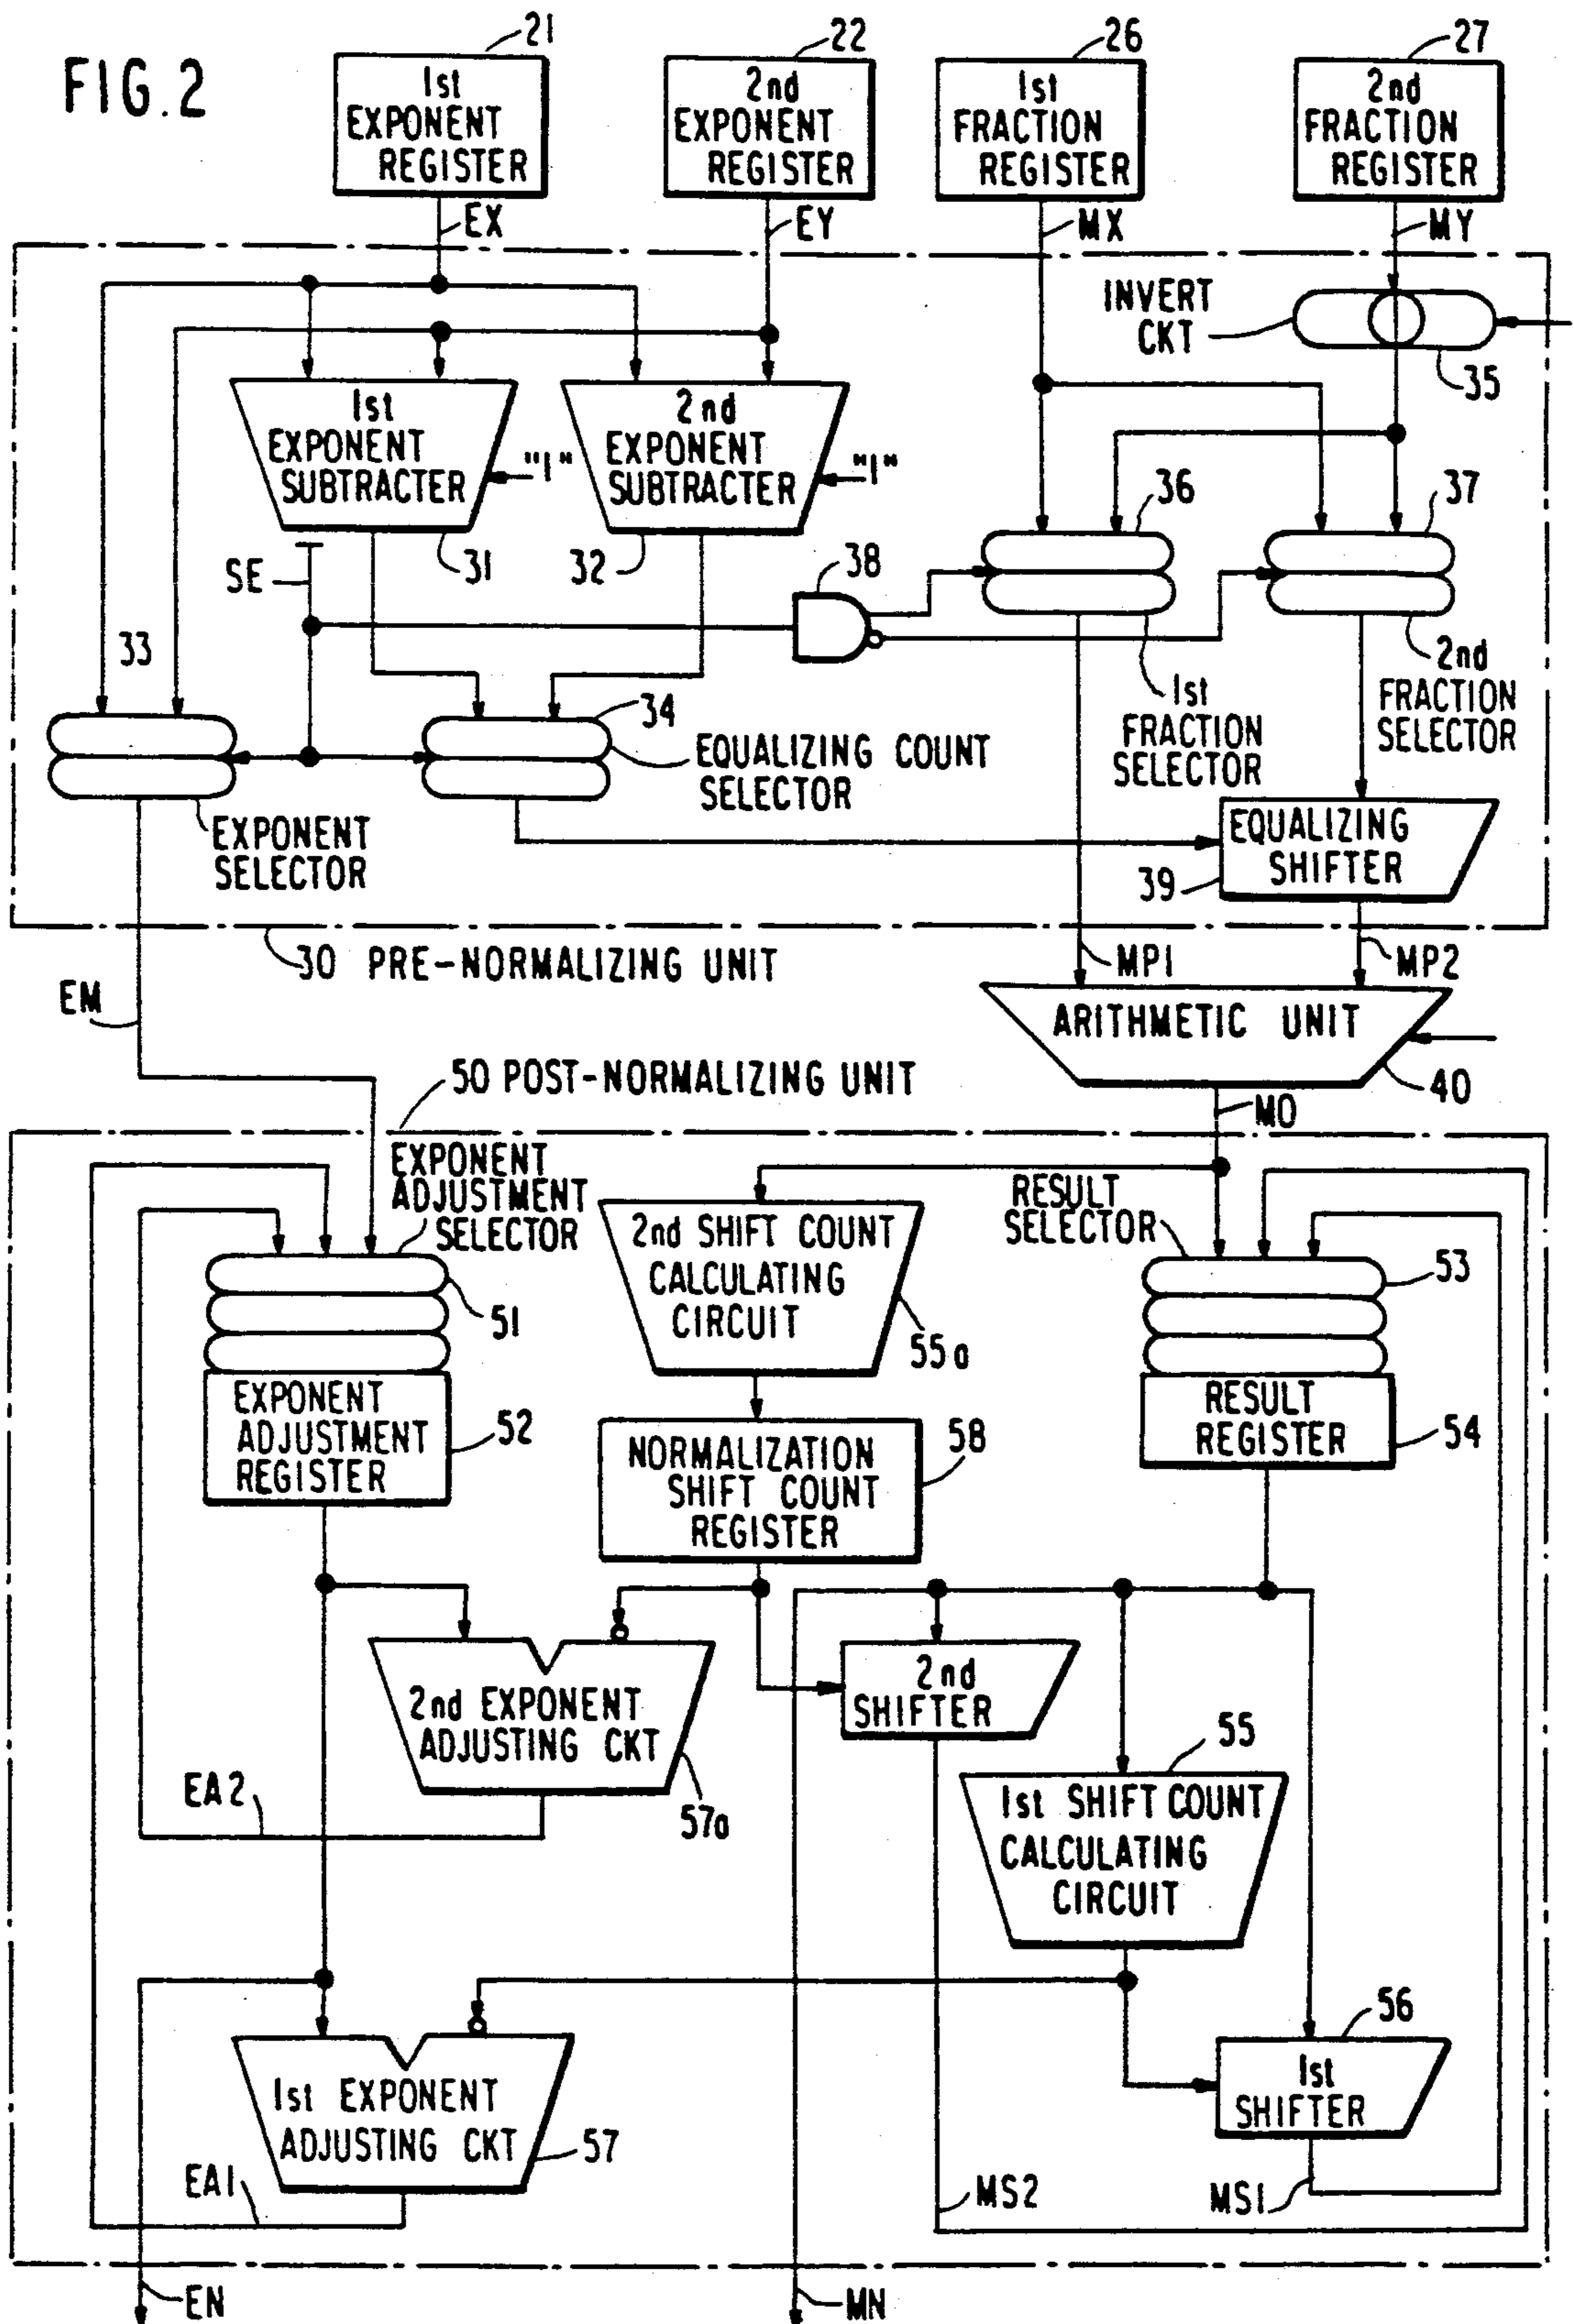 FIG.2
21
22
26
27
1st
EXPONENT
REGISTER
2nd
EXPONENT
REGISTER
1st
FRACTION
REGISTER
2nd
FRACTION
REGISTER
EX
EY
MX
MY
INVERT
CKT
35
1st
EXPONENT
SUBTRACTER
"1"
2nd
EXPONENT
SUBTRACTER
"1"
36
37
SE
31
32
38
33
34
EQUALIZING COUNT
SELECTOR
1st
FRACTION
SELECTOR
2nd
FRACTION
SELECTOR
EXPONENT
SELECTOR
EQUALIZING
SHIFTER
39
30 PRE-NORMALIZING UNIT
MP1
MP2
EM
ARITHMETIC UNIT
40
50 POST-NORMALIZING UNIT
MO
EXPONENT
ADJUSTMENT
SELECTOR
51
2nd SHIFT COUNT
CALCULATING
CIRCUIT
55a
RESULT
SELECTOR
53
EXPONENT
ADJUSTMENT
REGISTER
52
NORMALIZATION
SHIFT COUNT
REGISTER
58
RESULT
REGISTER
54
2nd EXPONENT
ADJUSTING CKT
57a
2nd
SHIFTER
EA2
55
1st SHIFT COUNT
CALCULATING
CIRCUIT
56
1st
SHIFTER
1st EXPONENT
ADJUSTING CKT
57
EA1
MS2
MS1
EN
MN